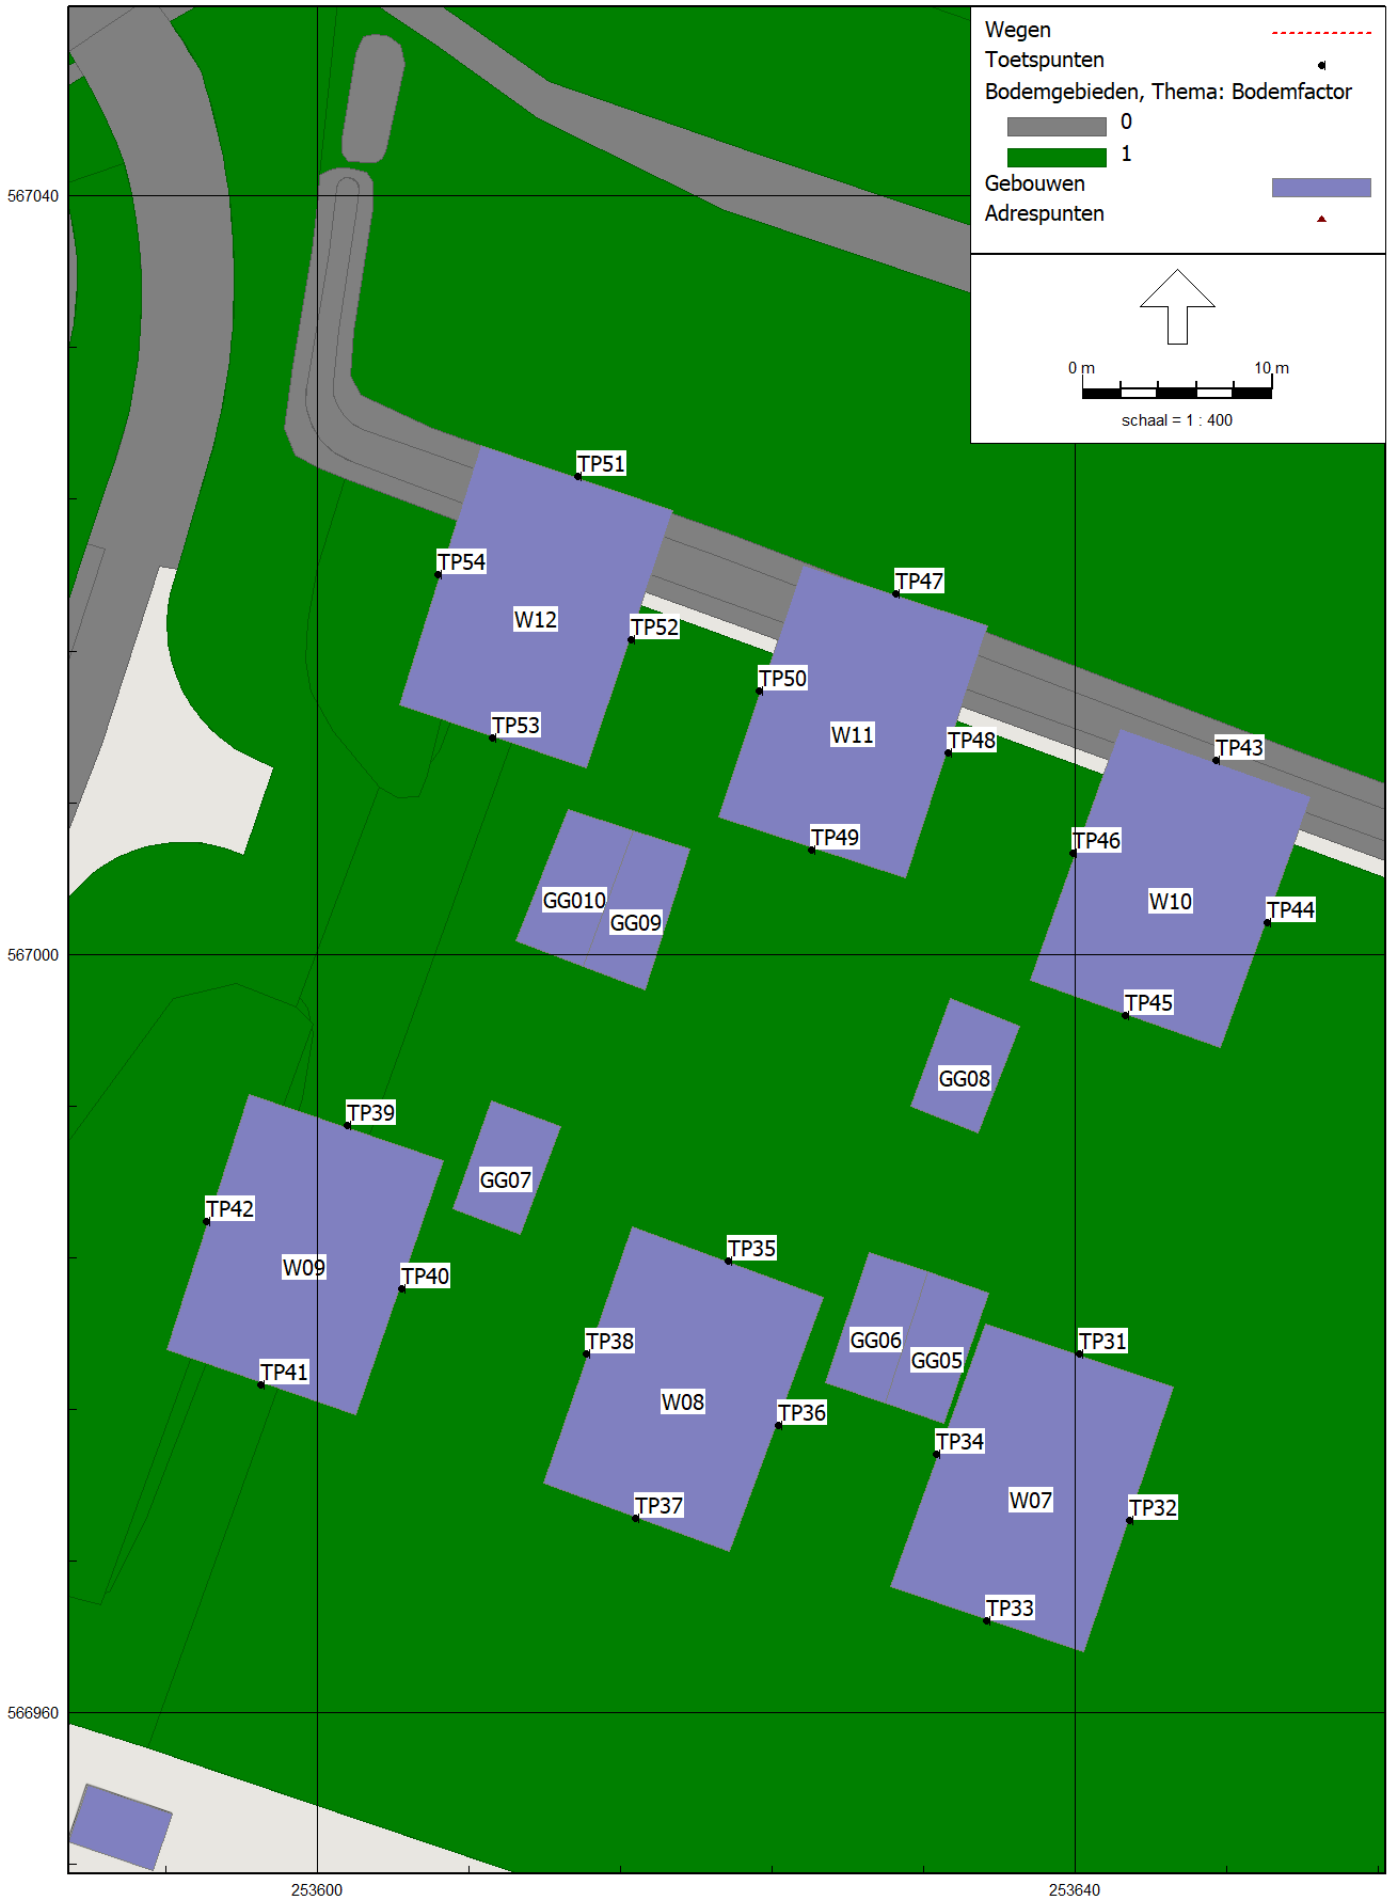 Wegen
Toetspunten
Bodemgebieden, Thema: Bodemfactor
0
1
Gebouwen
Adrespunten
567040
0 m 10 m
schaal = 1 : 400
TP51
TP54
TP47
W12
TP52
TP50
TP53
W11
TP48
TP43
TP49
TP46
GG010
W10
GG09
TP44
567000
TP45
GG08
TP39
GG07
TP42
TP35
W09
TP40
GG06
TP38
TP31
GG05
TP41
W08
TP36
TP34
W07
TP37
TP32
TP33
566960
253600 253640